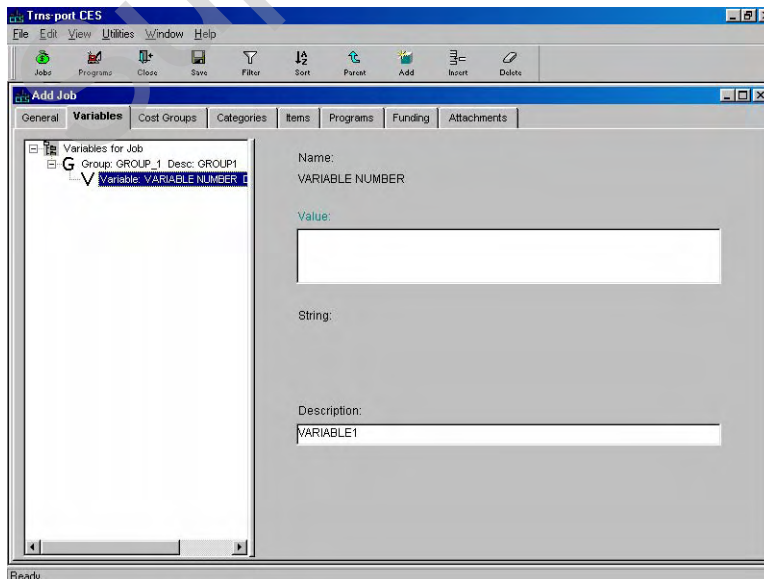 Trns·port CES
File Edit View Utilities Window Help
Jobs Programs Close Save Filter Sort Parent Add Insert Delete
Add Job
General Variables Cost Groups Categories Items Programs Funding Attachments
Variables for Job
G Group: GROUP_1 Desc: GROUP1
V Variable: VARIABLE NUMBER
Name:
VARIABLE NUMBER
Value:
String:
Description:
VARIABLE1
Ready